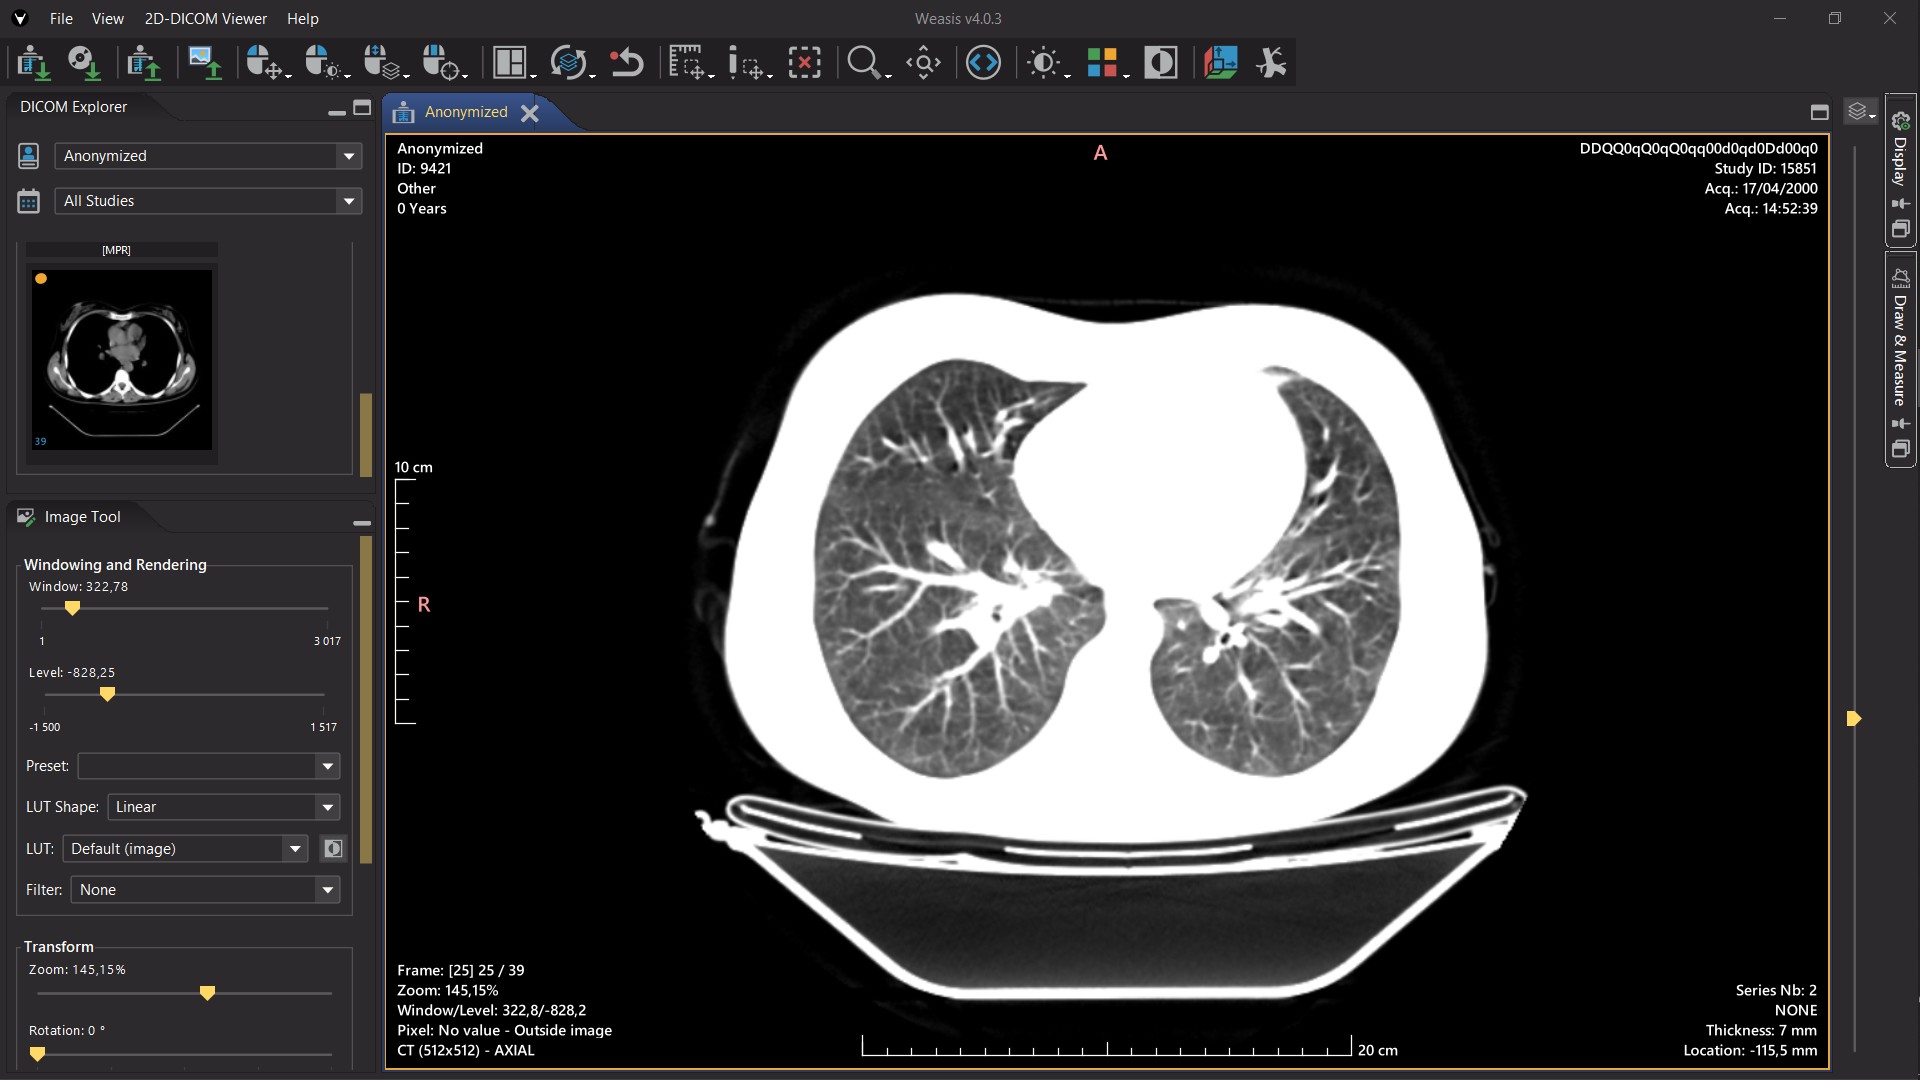 File View 2D-DICOM Viewer Help
Weasis v4.0.3
DICOM Explorer
Anonymized
All Studies
[MPR]
39
Image Tool
Windowing and Rendering
Window: 322,78
1 3 017
Level: -828,25
-1 500 1 517
Preset:
LUT Shape: Linear
LUT: Default (image)
Filter: None
Transform
Zoom: 145,15%
Rotation: 0 °
Anonymized
Anonymized
ID: 9421
Other
0 Years
A
DDQQ0qQ0qQ0qq00d0qd0Dd00q0
Study ID: 15851
Acq.: 17/04/2000
Acq.: 14:52:39
10 cm
R
Frame: [25] 25 / 39
Zoom: 145,15%
Window/Level: 322,8/-828,2
Pixel: No value - Outside image
CT (512x512) - AXIAL
20 cm
Series Nb: 2
NONE
Thickness: 7 mm
Location: -115,5 mm
Display
Draw & Measure